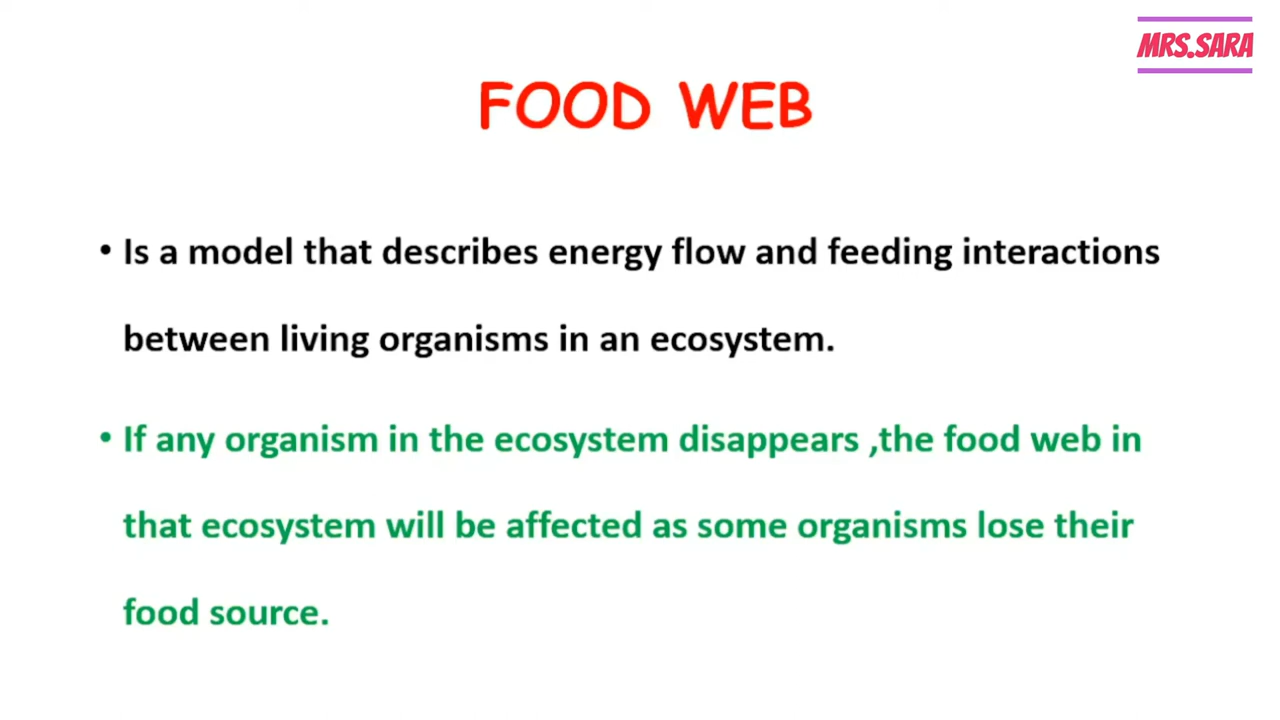 MRS.SARA
FOOD WEB
• Is a model that describes energy flow and feeding interactions
between living organisms in an ecosystem.
• If any organism in the ecosystem disappears ,the food web in
that ecosystem will be affected as some organisms lose their
food source.